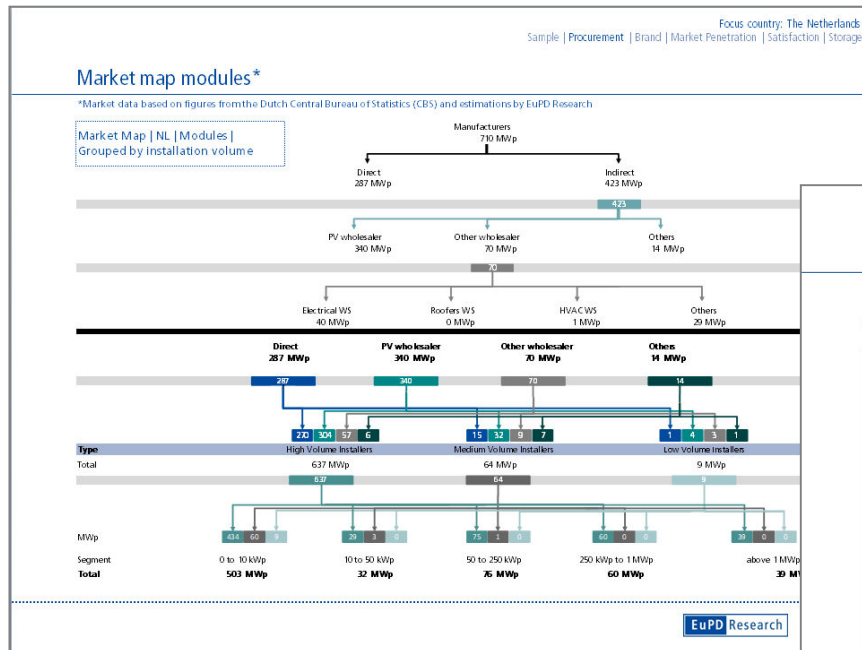 Focus country: The Netherlands
Sample | Procurement | Brand | Market Penetration | Satisfaction | Storage
Market map modules*
*Market data based on figures from the Dutch Central Bureau of Statistics (CBS) and estimations by EuPD Research
Market Map | NL | Modules |
Grouped by installation volume
Manufacturers
710 MWp
Direct Indirect
287 MWp 423 MWp
423
PV wholesaler Other wholesaler Others
340 MWp 70 MWp 14 MWp
70
Electrical WS Roofers WS HVAC WS Others
40 MWp 0 MWp 1 MWp 29 MWp
Direct PV wholesaler Other wholesaler Others
287 MWp 340 MWp 70 MWp 14 MWp
287 340 70 14
270 304 57 6 15 32 9 7 1 4 3 1
Type High Volume Installers Medium Volume Installers Low Volume Installers
Total 637 MWp 64 MWp 9 MWp
637 64 9
MWp 434 60 9 29 3 0 75 1 0 60 0 0 39 0 0
Segment 0 to 10 kWp 10 to 50 kWp 50 to 250 kWp 250 kWp to 1 MWp above 1 MWp
Total 503 MWp 32 MWp 76 MWp 60 MWp 39
EuPD Research